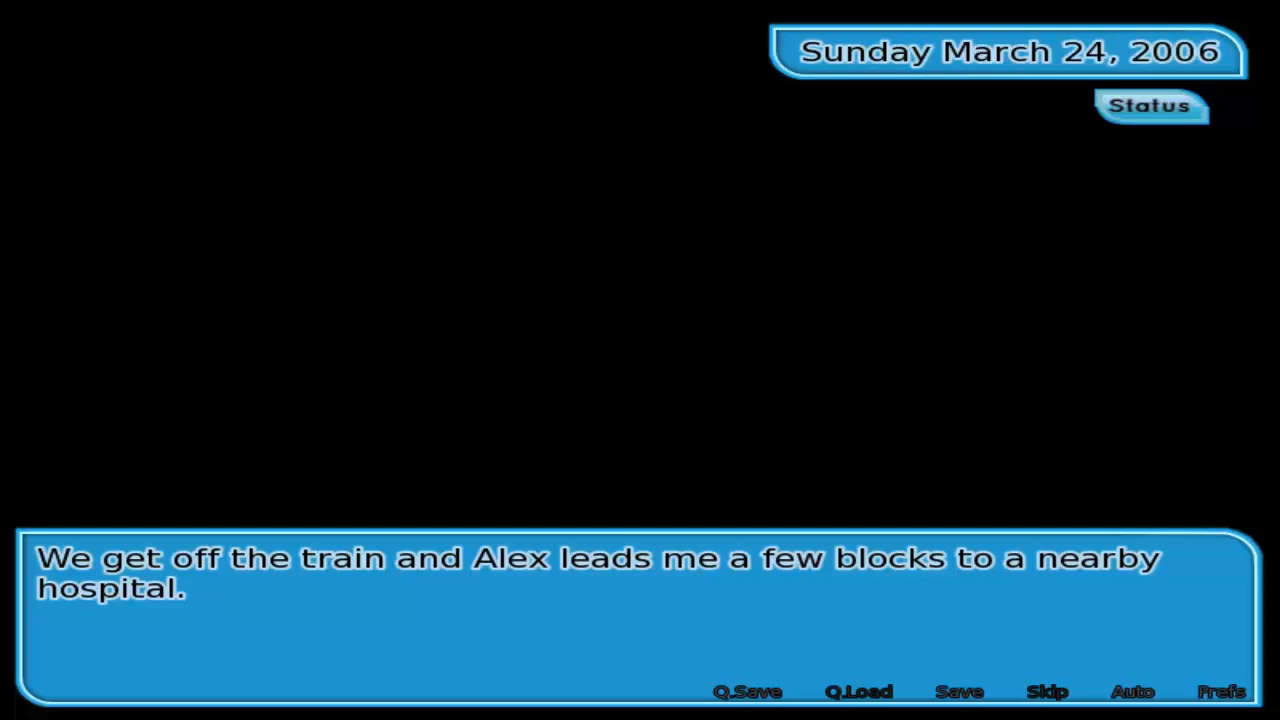 Sunday March 24, 2006
Status
We get off the train and Alex leads me a few blocks to a nearby
hospital.
Q.Save Q.Load Save Skip Auto Prefs